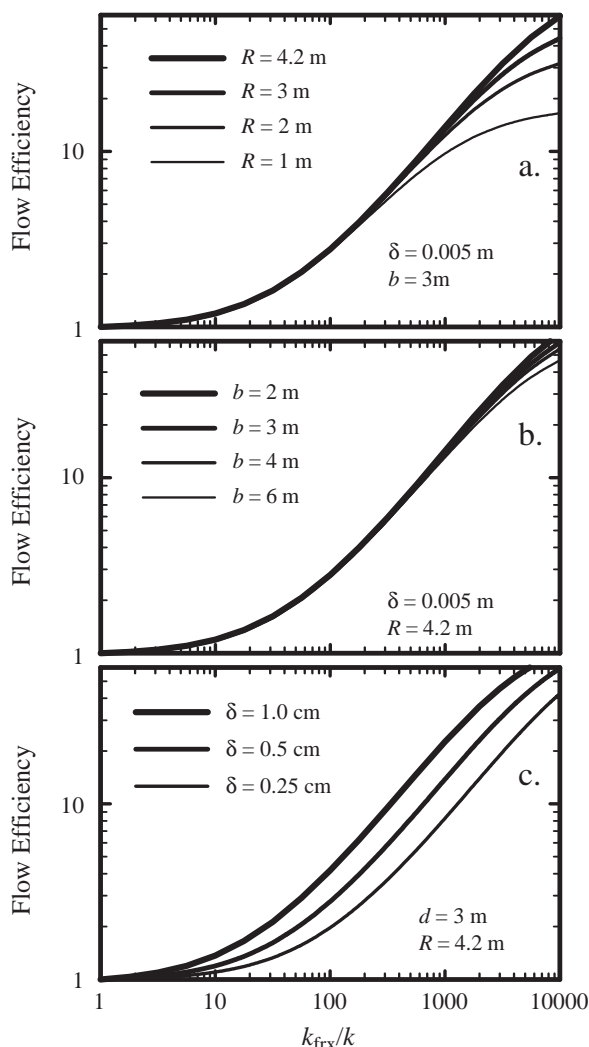 Flow Efficiency
10
1
R = 4.2 m
R = 3 m
R = 2 m
R = 1 m
a.
δ = 0.005 m
b = 3m
Flow Efficiency
10
1
b = 2 m
b = 3 m
b = 4 m
b = 6 m
b.
δ = 0.005 m
R = 4.2 m
Flow Efficiency
10
1
δ = 1.0 cm
δ = 0.5 cm
δ = 0.25 cm
c.
d = 3 m
R = 4.2 m
1 10 100 1000 10000
k_frx/k